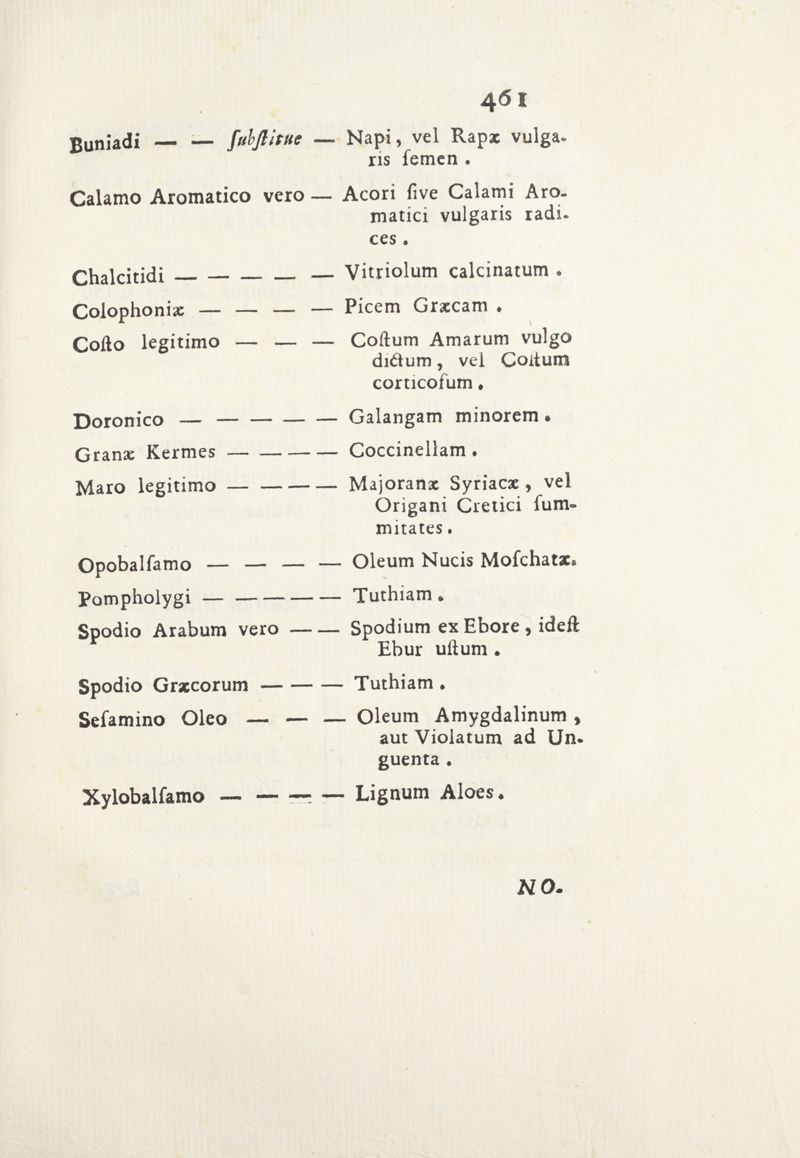 461
Buniadi — — ſubſtitue — Napi, vel Rapæ vulga-
ris ſemen .
Calamo Aromatico vero — Acori ſive Calami Aro-
matici vulgaris radi-
ces .
Chalcitidi — — — — — Vitriolum calcinatum .
Colophoniæ — — — — Picem Græcam .
Coſto legitimo — — — Coſtum Amarum vulgo
dictum , vel Coſtum
corticoſum .
Doronico — — — — — Galangam minorem .
Granæ Kermes — — — — Coccinellam .
Maro legitimo — — — — Majoranæ Syriacæ , vel
Origani Cretici ſum-
mitates .
Opobalſamo — — — — Oleum Nucis Moſchatæ.
Pompholygi — — — — — Tuthiam .
Spodio Arabum vero — — Spodium ex Ebore , ideſt
Ebur uſtum .
Spodio Græcorum — — — Tuthiam .
Seſamino Oleo — — — Oleum Amygdalinum ,
aut Violatum ad Un-
guenta .
Xylobalſamo — — — — Lignum Aloes .
NO-